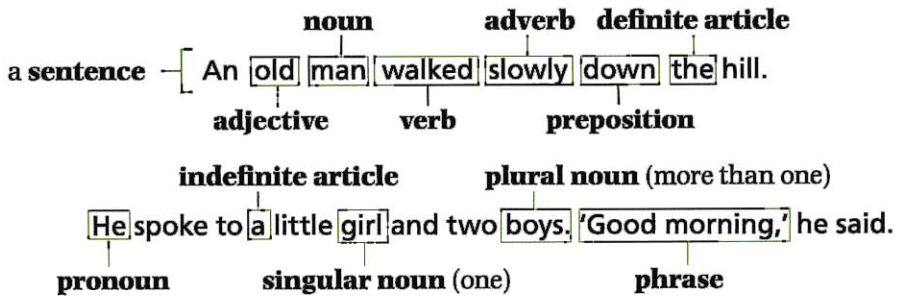 noun adverb definite article
a sentence An old man walked slowly down the hill.
adjective verb preposition
indefinite article plural noun (more than one)
He spoke to a little girl and two boys. 'Good morning,' he said.
pronoun singular noun (one) phrase